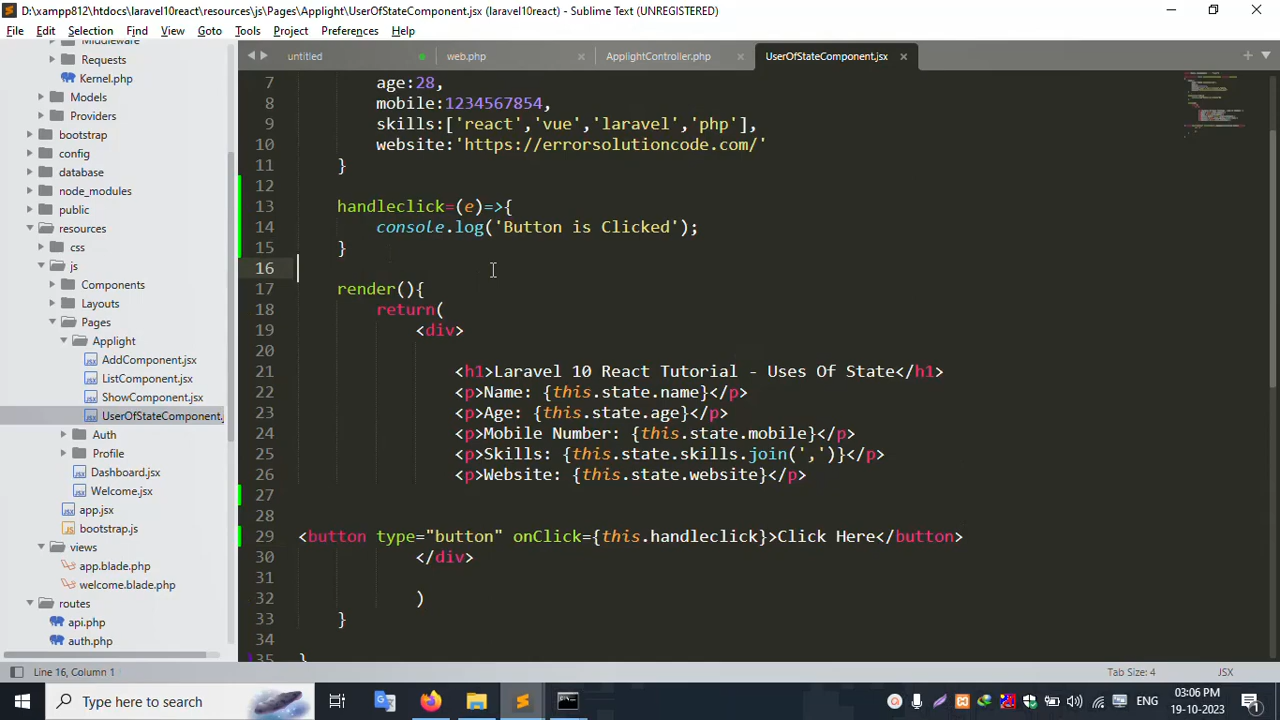 D:\xampp812\htdocs\laravel10react\resources\js\Pages\Applight\UserOfStateComponent.jsx (laravel10react) - Sublime Text (UNREGISTERED)
File Edit Selection Find View Goto Tools Project Preferences Help
untitled web.php ApplightController.php UserOfStateComponent.jsx
Requests
Kernel.php
Models
Providers
bootstrap
config
database
node_modules
public
resources
css
js
Components
Layouts
Pages
Applight
AddComponent.jsx
ListComponent.jsx
ShowComponent.jsx
UserOfStateComponent.
Auth
Profile
Dashboard.jsx
Welcome.jsx
app.jsx
bootstrap.js
views
app.blade.php
welcome.blade.php
routes
api.php
auth.php
7 age:28,
8 mobile:1234567854,
9 skills:['react','vue','laravel','php'],
10 website:'https://errorsolutioncode.com/'
11 }
12
13 handleclick=(e)=>{
14 console.log('Button is Clicked');
15 }
16
17 render(){
18 return(
19 <div>
20
21 <h1>Laravel 10 React Tutorial - Uses Of State</h1>
22 <p>Name: {this.state.name}</p>
23 <p>Age: {this.state.age}</p>
24 <p>Mobile Number: {this.state.mobile}</p>
25 <p>Skills: {this.state.skills.join(',')}</p>
26 <p>Website: {this.state.website}</p>
27
28
29 <button type="button" onClick={this.handleclick}>Click Here</button>
30 </div>
31
32 )
33 }
34
Line 16, Column 1 Tab Size: 4 JSX
Type here to search ENG 03:06 PM
19-10-2023